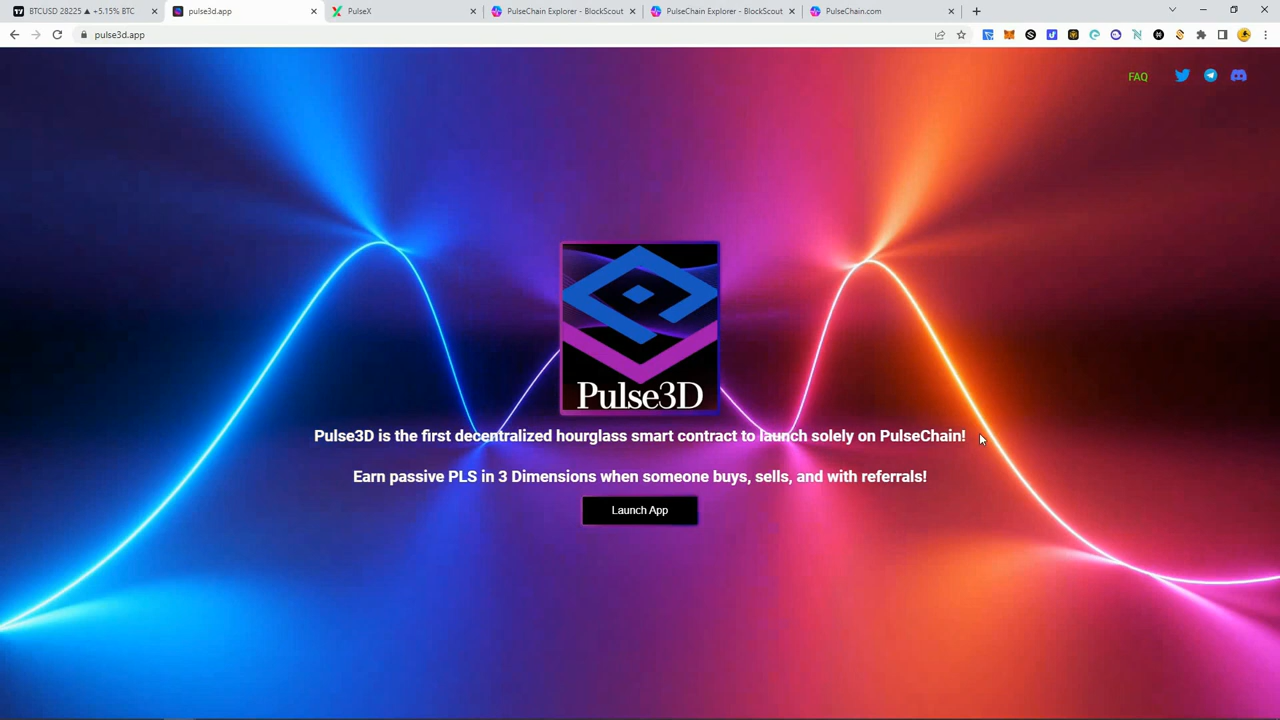 BTCUSD 28225 ▲ +5.15% BTC
pulse3d.app
PulseX
PulseChain Explorer - BlockScout
PulseChain Explorer - BlockScout
PulseChain.com
pulse3d.app
FAQ
Pulse3D
Pulse3D is the first decentralized hourglass smart contract to launch solely on PulseChain!
Earn passive PLS in 3 Dimensions when someone buys, sells, and with referrals!
Launch App